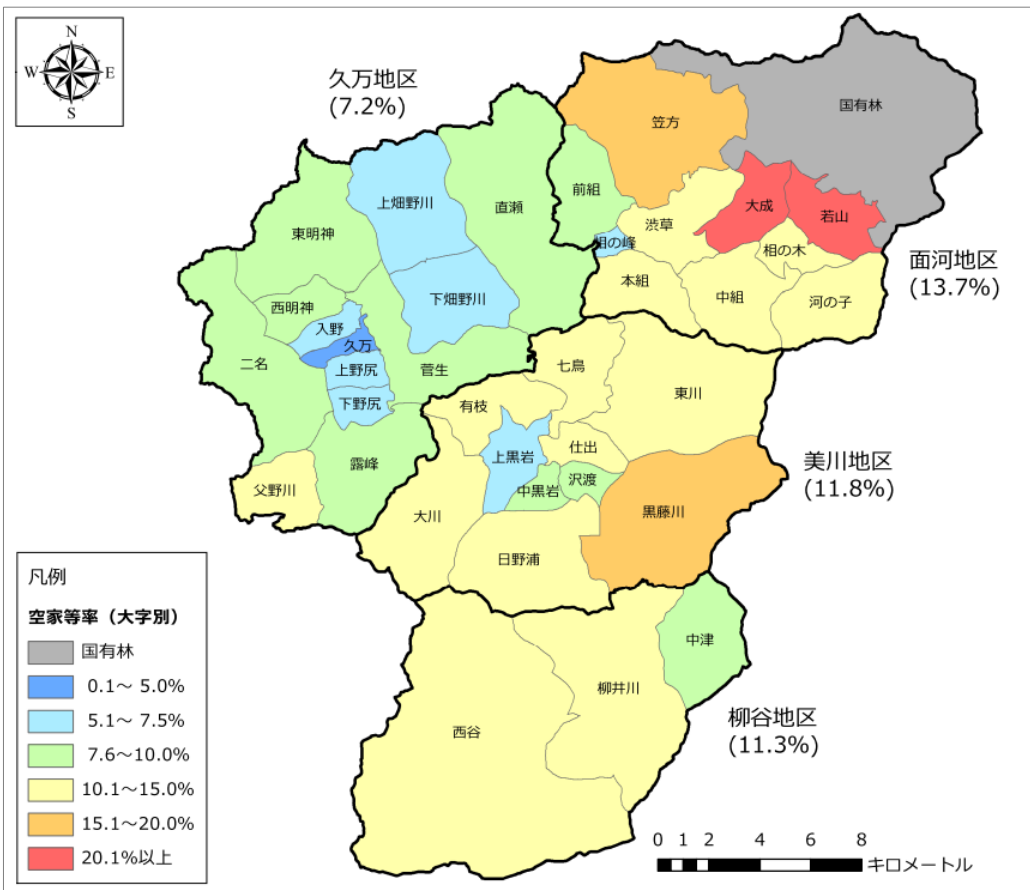 N
W
E
S
久万地区
(7.2%)
国有林
笠方
前組
大成
若山
渋草
相の峰
相の木
本組
中組
河の子
面河地区
(13.7%)
上畑野川
直瀬
東明神
下畑野川
西明神
入野
久万
二名
上野尻
菅生
下野尻
露峰
父野川
七鳥
東川
有枝
仕出
上黒岩
沢渡
中黒岩
大川
黒藤川
日野浦
美川地区
(11.8%)
中津
柳井川
西谷
柳谷地区
(11.3%)
凡例
空家等率（大字別）
国有林
0.1～ 5.0%
5.1～ 7.5%
7.6～10.0%
10.1～15.0%
15.1～20.0%
20.1%以上
0 1 2 4 6 8
キロメートル